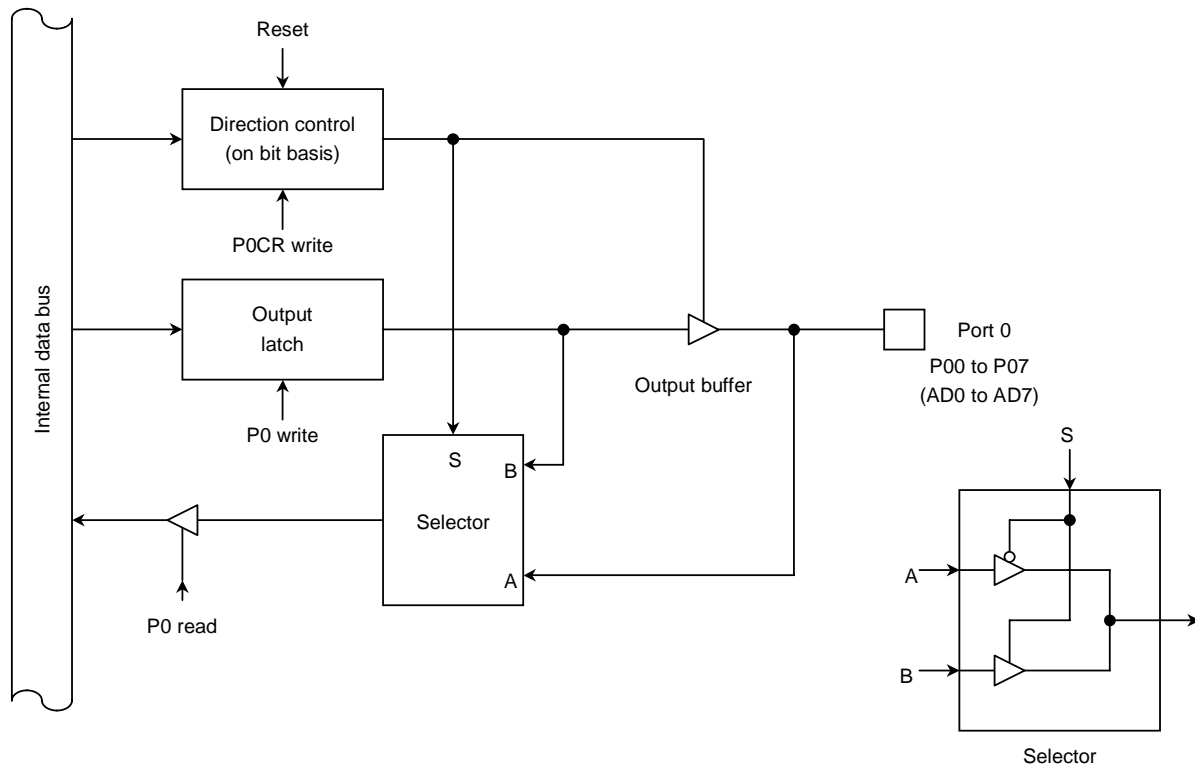 Reset
Direction control
(on bit basis)
P0CR write
Internal data bus
Output
latch
P0 write
Output buffer
Port 0
P00 to P07
(AD0 to AD7)
S
B
Selector
A
P0 read
S
A
B
Selector